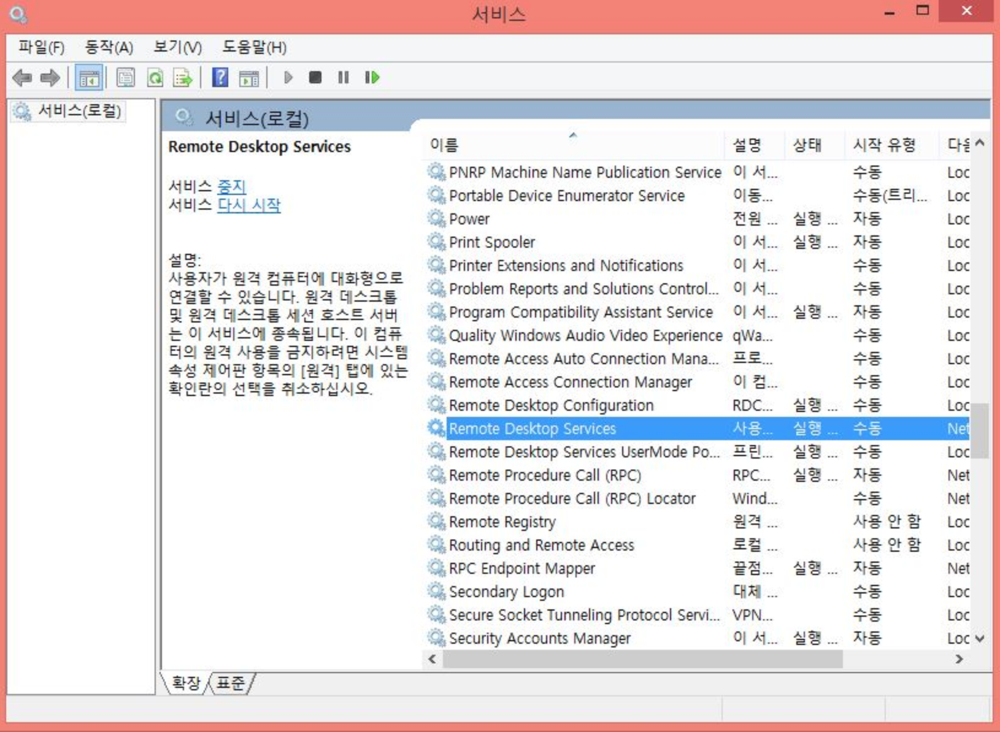 서비스
파일(F) 동작(A) 보기(V) 도움말(H)
서비스(로컬)
서비스(로컬)
Remote Desktop Services
서비스 중지
서비스 다시 시작
설명:
사용자가 원격 컴퓨터에 대화형으로
연결할 수 있습니다. 원격 데스크톱
및 원격 데스크톱 세션 호스트 서버
는 이 서비스에 종속됩니다. 이 컴퓨
터의 원격 사용을 금지하려면 시스템
속성 제어판 항목의 [원격] 탭에 있는
확인란의 선택을 취소하십시오.
이름 설명 상태 시작 유형 다음
PNRP Machine Name Publication Service 이 서... 수동 Loc
Portable Device Enumerator Service 이동... 수동(트리... Loc
Power 전원 ... 실행 ... 자동 Loc
Print Spooler 이 서... 실행 ... 자동 Loc
Printer Extensions and Notifications 이 서... 수동 Loc
Problem Reports and Solutions Control... 이 서... 수동 Loc
Program Compatibility Assistant Service 이 서... 실행 ... 자동 Loc
Quality Windows Audio Video Experience qWa... 수동 Loc
Remote Access Auto Connection Mana... 프로... 수동 Loc
Remote Access Connection Manager 이 컴... 수동 Loc
Remote Desktop Configuration RDC... 실행 ... 수동 Loc
Remote Desktop Services 사용... 실행 ... 수동 Net
Remote Desktop Services UserMode Po... 프린... 실행 ... 수동 Loc
Remote Procedure Call (RPC) RPC... 실행 ... 자동 Net
Remote Procedure Call (RPC) Locator Wind... 수동 Net
Remote Registry 원격 ... 사용 안 함 Loc
Routing and Remote Access 로컬 ... 사용 안 함 Loc
RPC Endpoint Mapper 끝점... 실행 ... 자동 Net
Secondary Logon 대체 ... 수동 Loc
Secure Socket Tunneling Protocol Servi... VPN... 수동 Loc
Security Accounts Manager 이 서... 실행 ... 자동 Loc
확장 표준